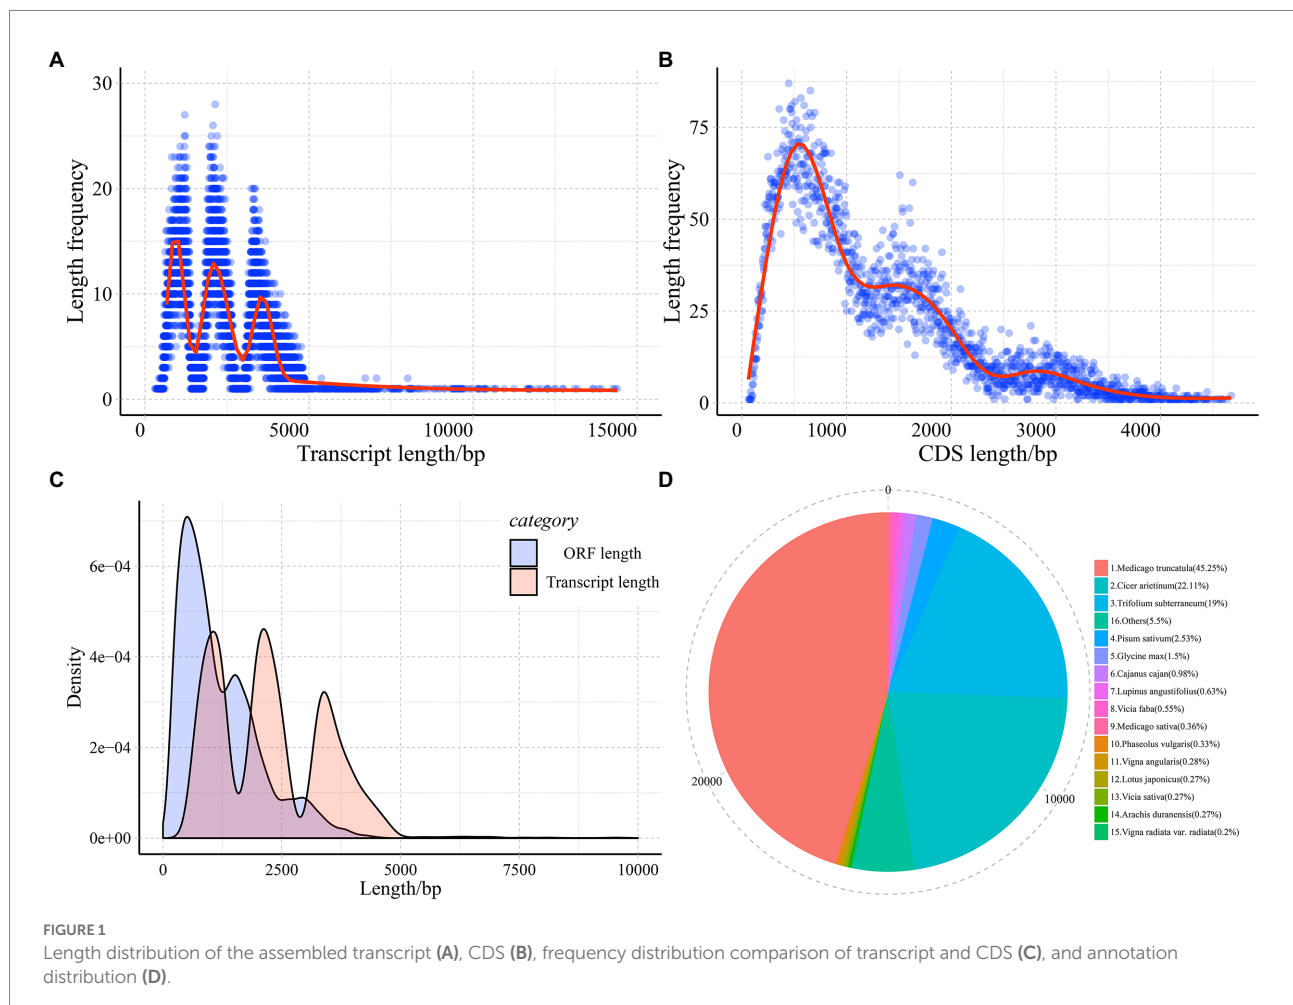 A
30
20
10
0
Length frequency
0
5000
10000
15000
Transcript length/bp
B
75
50
25
0
Length frequency
0
1000
2000
3000
4000
CDS length/bp
C
6e−04
4e−04
2e−04
0e+00
Density
0
2500
5000
7500
10000
Length/bp
category
ORF length
Transcript length
D
0
10000
20000
1.Medicago truncatula(45.25%)
2.Cicer arietinum(22.11%)
3.Trifolium subterraneum(19%)
16.Others(5.5%)
4.Pisum sativum(2.53%)
5.Glycine max(1.5%)
6.Cajanus cajan(0.98%)
7.Lupinus angustifolius(0.63%)
8.Vicia faba(0.55%)
9.Medicago sativa(0.36%)
10.Phaseolus vulgaris(0.33%)
11.Vigna angularis(0.28%)
12.Lotus japonicus(0.27%)
13.Vicia sativa(0.27%)
14.Arachis duranensis(0.27%)
15.Vigna radiata var. radiata(0.2%)
FIGURE 1
Length distribution of the assembled transcript (A), CDS (B), frequency distribution comparison of transcript and CDS (C), and annotation
distribution (D).